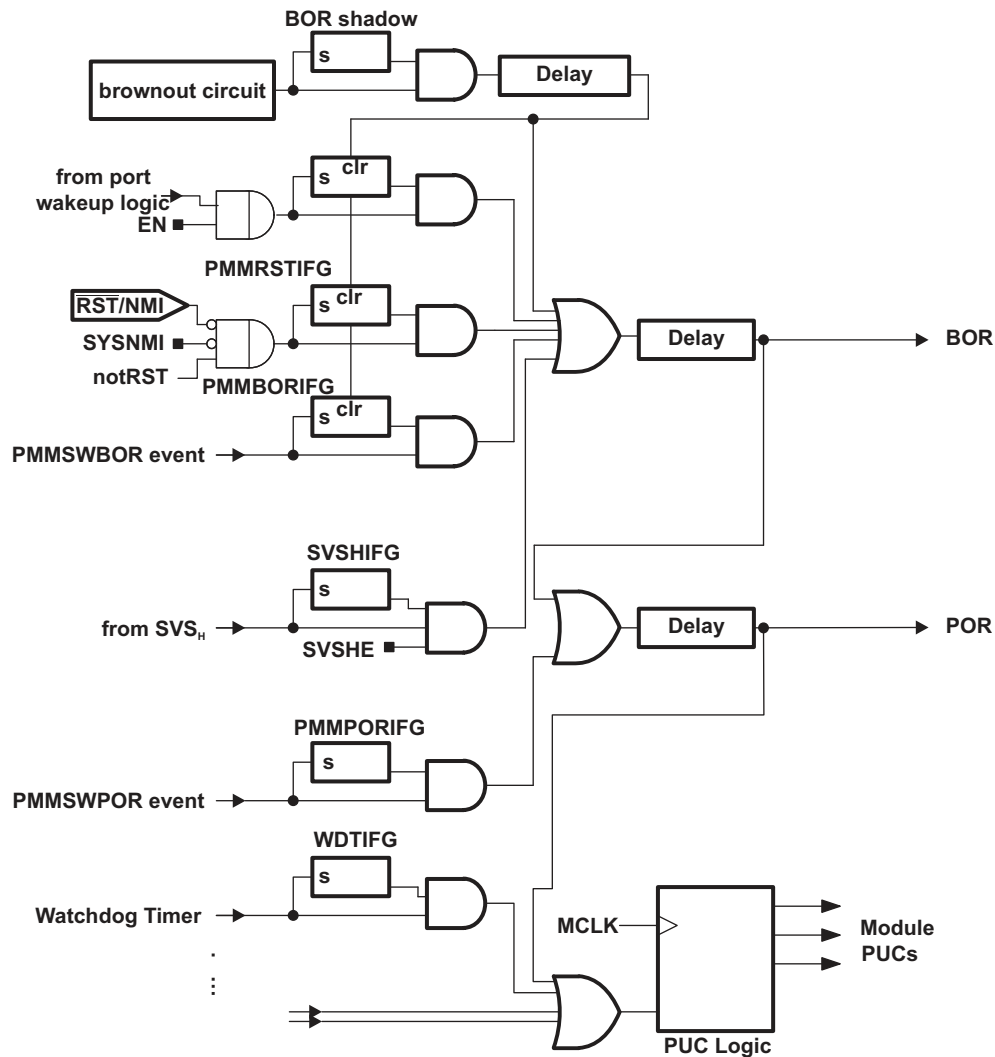 BOR shadow
s
brownout circuit
Delay
from port
wakeup logic
EN
s clr
PMMRSTIFG
RST/NMI
s clr
SYSNMI
notRST
Delay
BOR
PMMBORIFG
s clr
PMMSWBOR event
SVSHIFG
s
from SVSH
SVSHE
Delay
POR
PMMPORIFG
s
PMMSWPOR event
WDTIFG
s
Watchdog Timer
.
...
MCLK
Module
PUCs
PUC Logic